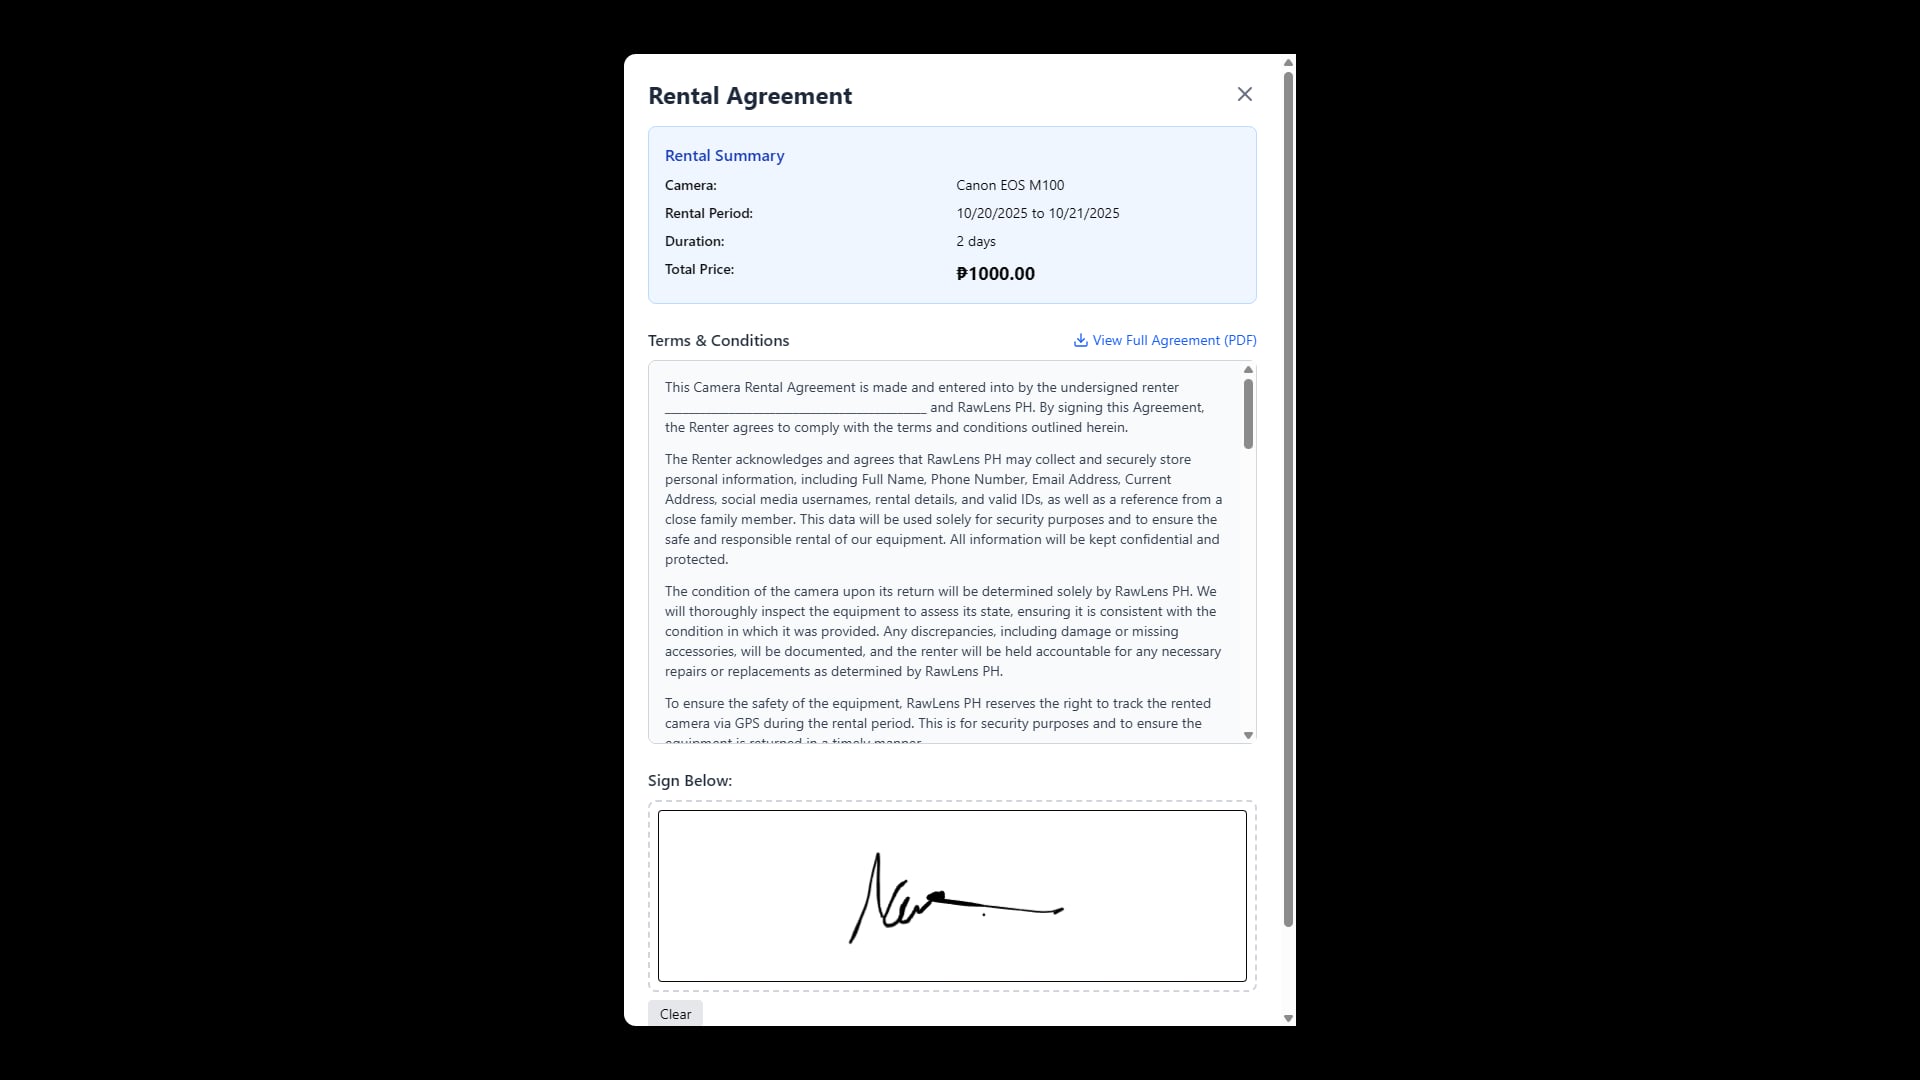 Rental Agreement
Rental Summary
Camera: Canon EOS M100
Rental Period: 10/20/2025 to 10/21/2025
Duration: 2 days
Total Price: ₱1000.00
Terms & Conditions View Full Agreement (PDF)
This Camera Rental Agreement is made and entered into by the undersigned renter
_____________________________________________ and RawLens PH. By signing this Agreement,
the Renter agrees to comply with the terms and conditions outlined herein.
The Renter acknowledges and agrees that RawLens PH may collect and securely store
personal information, including Full Name, Phone Number, Email Address, Current
Address, social media usernames, rental details, and valid IDs, as well as a reference from a
close family member. This data will be used solely for security purposes and to ensure the
safe and responsible rental of our equipment. All information will be kept confidential and
protected.
The condition of the camera upon its return will be determined solely by RawLens PH. We
will thoroughly inspect the equipment to assess its state, ensuring it is consistent with the
condition in which it was provided. Any discrepancies, including damage or missing
accessories, will be documented, and the renter will be held accountable for any necessary
repairs or replacements as determined by RawLens PH.
To ensure the safety of the equipment, RawLens PH reserves the right to track the rented
camera via GPS during the rental period. This is for security purposes and to ensure the
equipment is returned in a timely manner.
Sign Below:
Clear